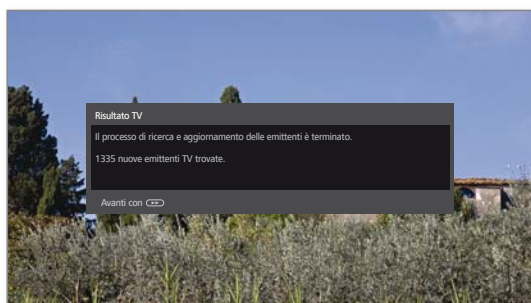 Risultato TV
Il processo di ricerca e aggiornamento delle emittenti è terminato.
1335 nuove emittenti TV trovate.
Avanti con